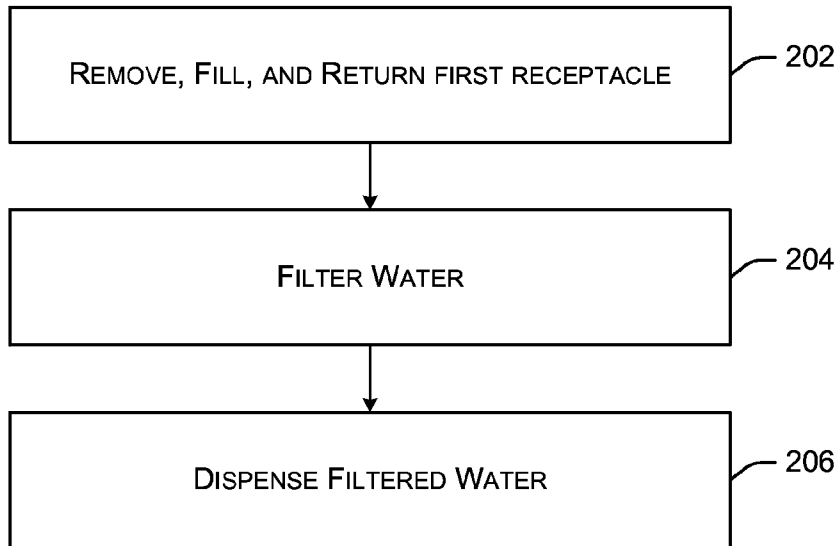 REMOVE, FILL, AND RETURN FIRST RECEPTACLE
202
FILTER WATER
204
DISPENSE FILTERED WATER
206